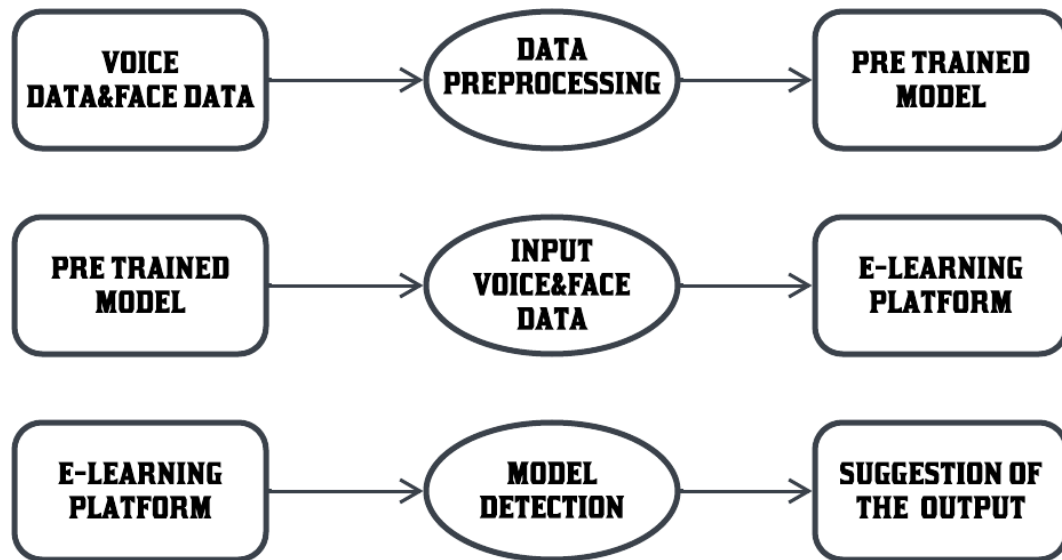 VOICE
DATA&FACE DATA
DATA
PREPROCESSING
PRE TRAINED
MODEL
PRE TRAINED
MODEL
INPUT
VOICE&FACE
DATA
E-LEARNING
PLATFORM
E-LEARNING
PLATFORM
MODEL
DETECTION
SUGGESTION OF
THE OUTPUT